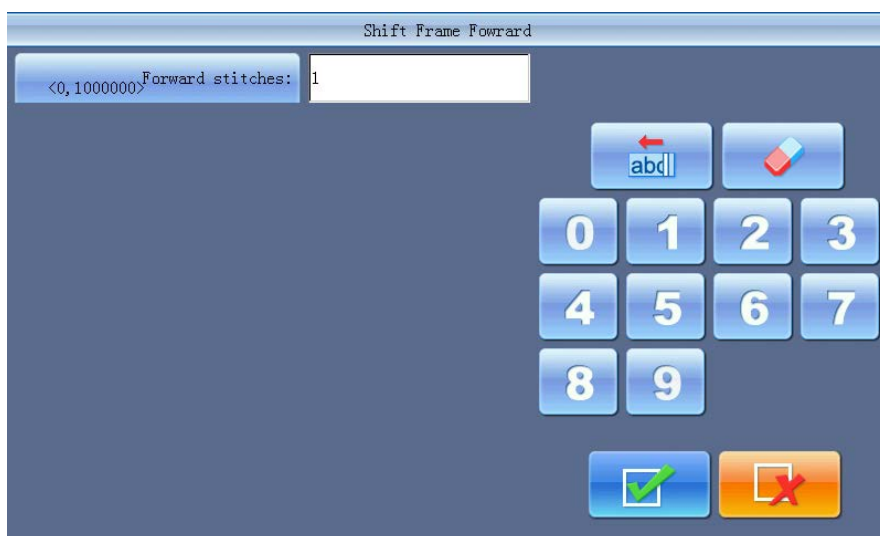 Shift Frame Fowrard
<0,1000000>Forward stitches:
1
abc
0 1 2 3
4 5 6 7
8 9